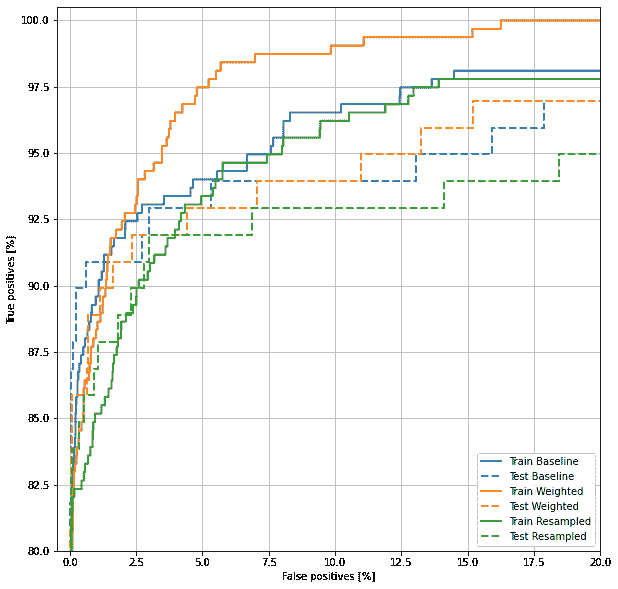 100.0
97.5
95.0
92.5
90.0
87.5
85.0
82.5
80.0
True positives [%]
0.0 2.5 5.0 7.5 10.0 12.5 15.0 17.5 20.0
False positives [%]
Train Baseline
Test Baseline
Train Weighted
Test Weighted
Train Resampled
Test Resampled